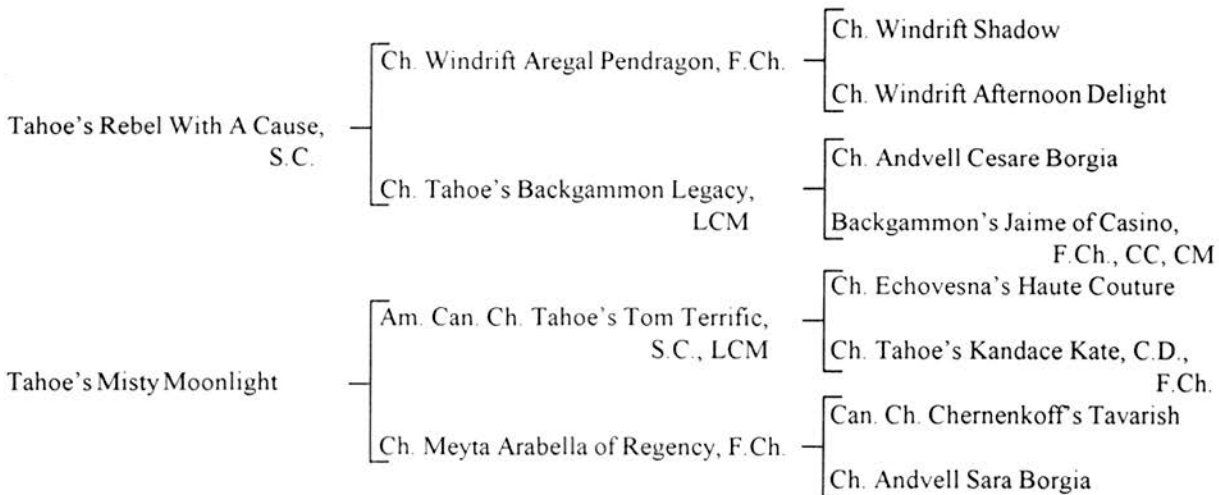 Ch. Windrift Shadow
Ch. Windrift Aregal Pendragon, F.Ch.
Ch. Windrift Afternoon Delight
Tahoe's Rebel With A Cause,
S.C.
Ch. Andvell Cesare Borgia
Ch. Tahoe's Backgammon Legacy,
LCM
Backgammon's Jaime of Casino,
F.Ch., CC, CM
Ch. Echovesna's Haute Couture
Am. Can. Ch. Tahoe's Tom Terrific,
S.C., LCM
Ch. Tahoe's Kandace Kate, C.D.,
F.Ch.
Tahoe's Misty Moonlight
Can. Ch. Chernenkoff's Tavarish
Ch. Meyta Arabella of Regency, F.Ch.
Ch. Andvell Sara Borgia